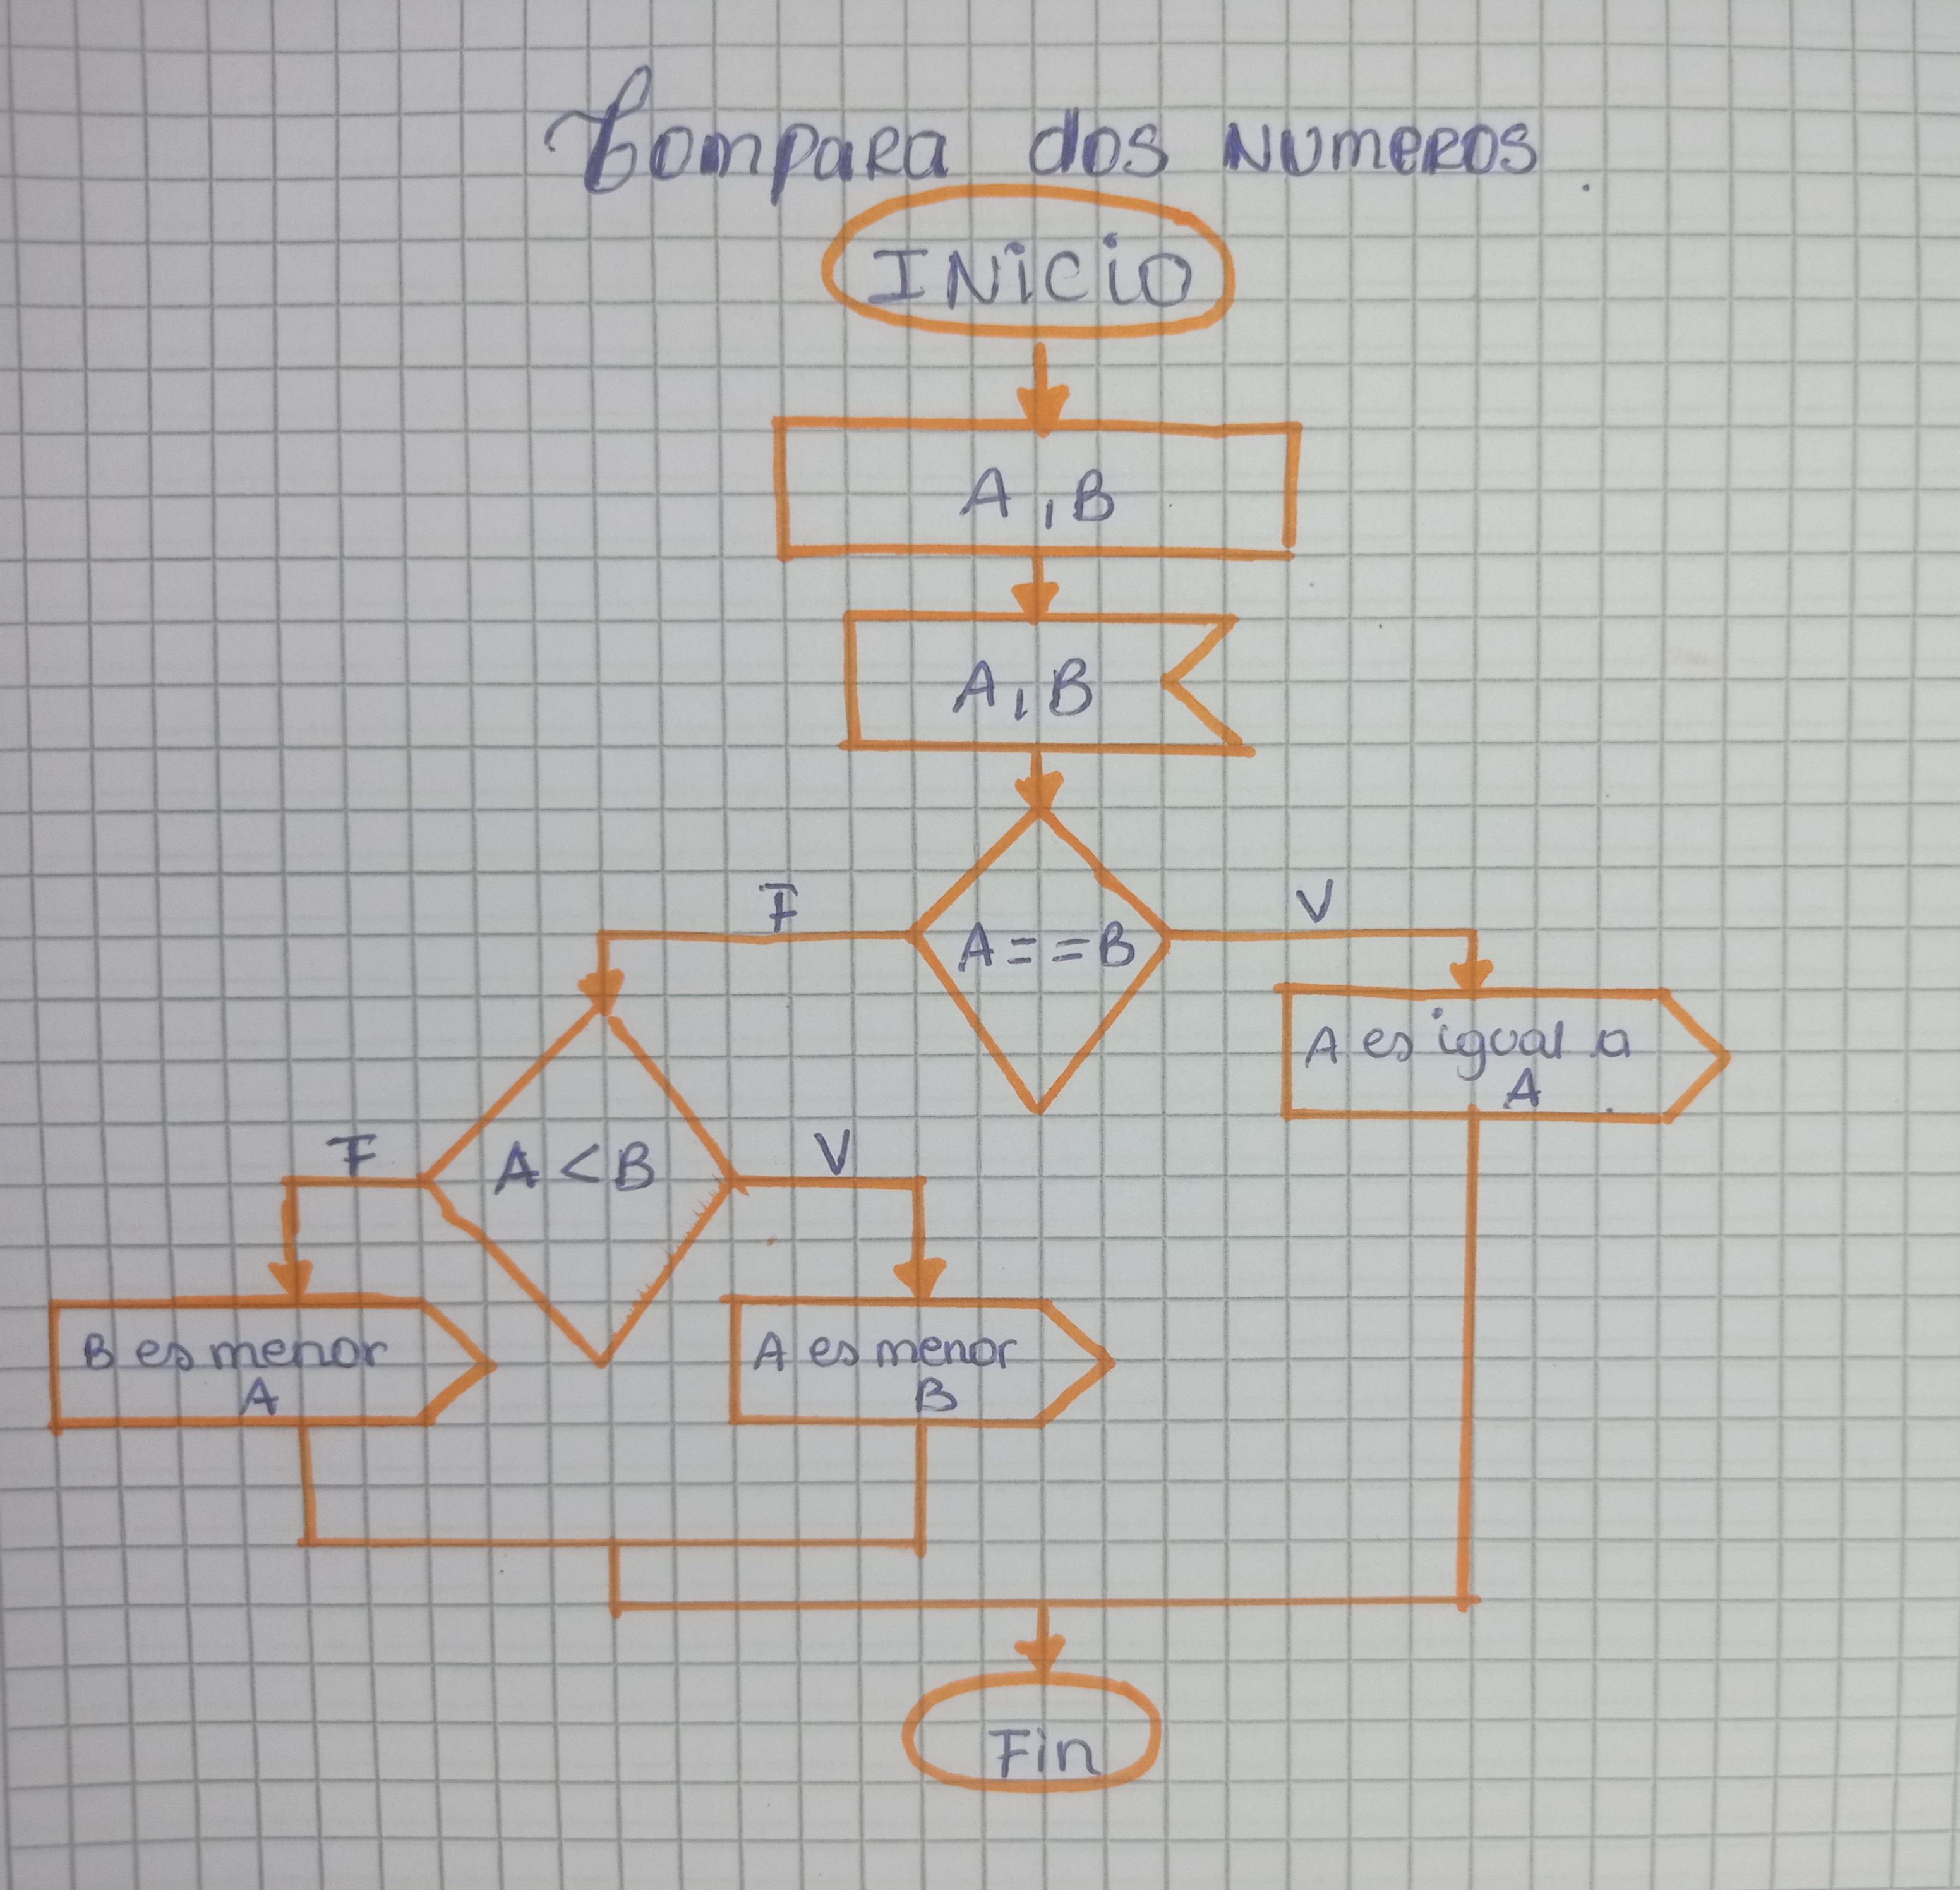 Compara dos Numeros.
INiCiO
A, B
A, B
F
V
A==B
A es igual a
A
F
A<B
V
B es menor
A
A es menor
B
Fin